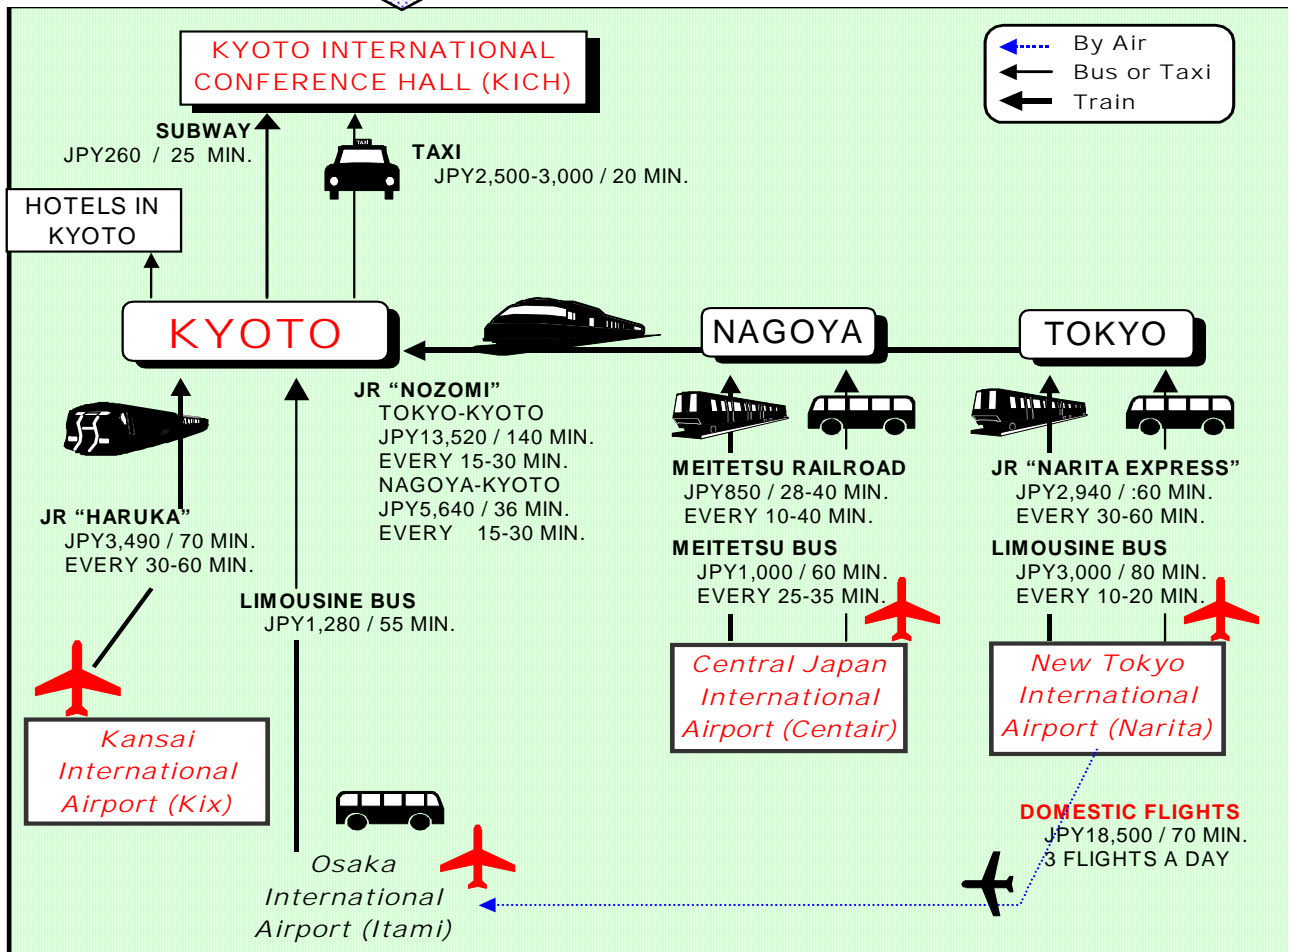 KYOTO INTERNATIONAL
CONFERENCE HALL (KICH)
By Air
Bus or Taxi
Train
SUBWAY
JPY260 / 25 MIN.
TAXI
TAXI
JPY2,500-3,000 / 20 MIN.
HOTELS IN
KYOTO
KYOTO
NAGOYA
TOKYO
JR “NOZOMI”
TOKYO-KYOTO
JPY13,520 / 140 MIN.
EVERY 15-30 MIN.
NAGOYA-KYOTO
JPY5,640 / 36 MIN.
EVERY 15-30 MIN.
MEITETSU RAILROAD
JPY850 / 28-40 MIN.
EVERY 10-40 MIN.
MEITETSU BUS
JPY1,000 / 60 MIN.
EVERY 25-35 MIN.
JR “NARITA EXPRESS”
JPY2,940 / :60 MIN.
EVERY 30-60 MIN.
LIMOUSINE BUS
JPY3,000 / 80 MIN.
EVERY 10-20 MIN.
JR “HARUKA”
JPY3,490 / 70 MIN.
EVERY 30-60 MIN.
LIMOUSINE BUS
JPY1,280 / 55 MIN.
Kansai
International
Airport (Kix)
Central Japan
International
Airport (Centair)
New Tokyo
International
Airport (Narita)
DOMESTIC FLIGHTS
JPY18,500 / 70 MIN.
3 FLIGHTS A DAY
Osaka
International
Airport (Itami)